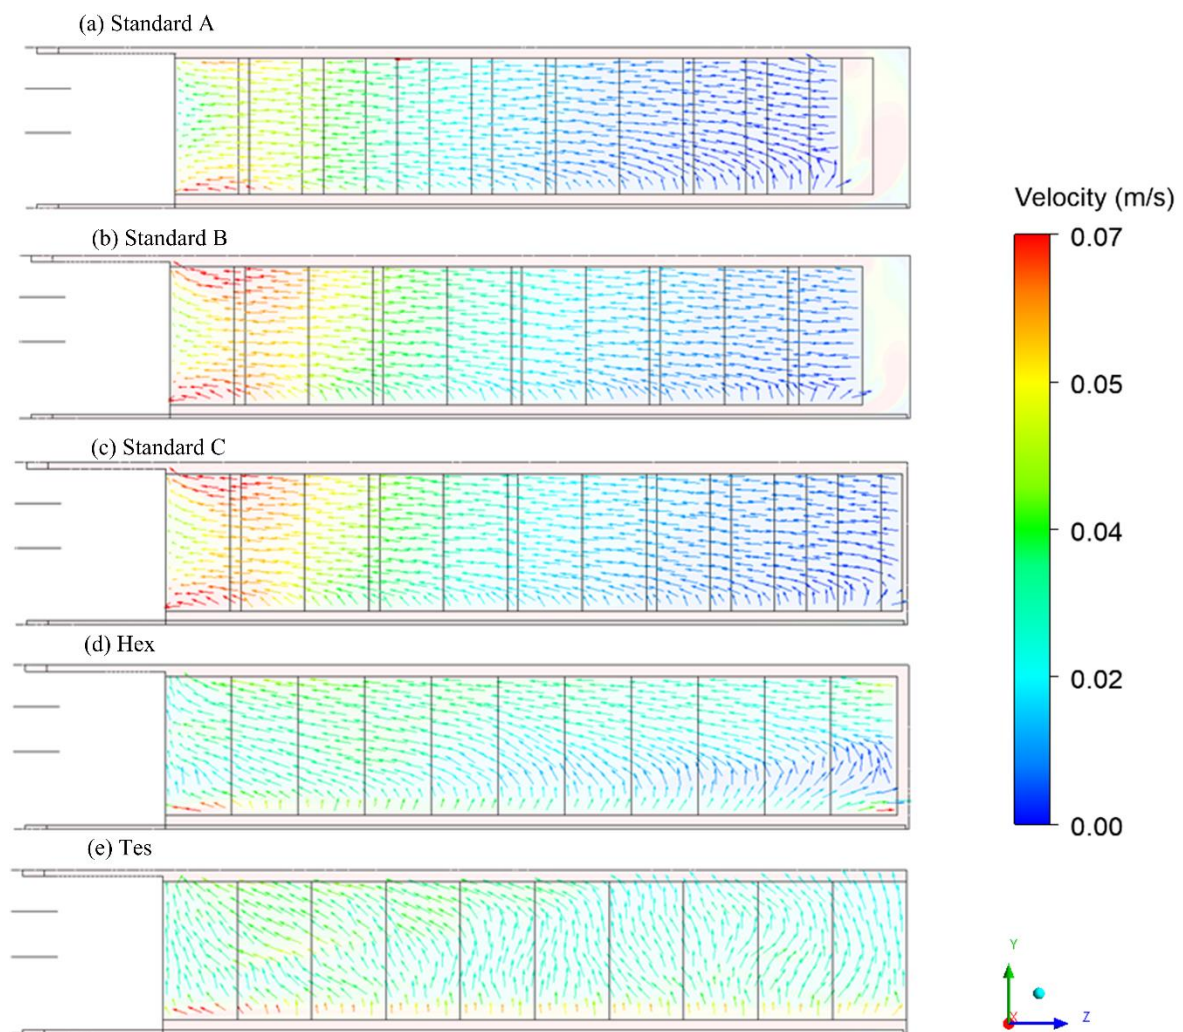 (a) Standard A
(b) Standard B
(c) Standard C
(d) Hex
(e) Tes
Velocity (m/s)
0.07
0.05
0.04
0.02
0.00
Y
X
Z